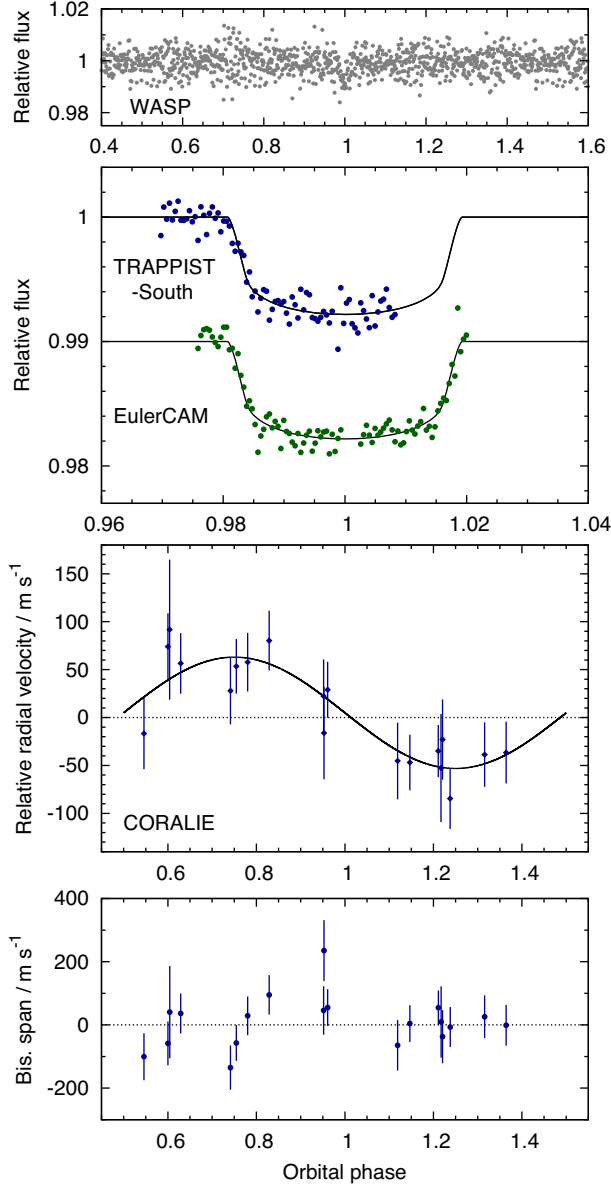 1.02
1
0.98
Relative flux
WASP
0.4 0.6 0.8 1 1.2 1.4 1.6
1
0.99
0.98
Relative flux
TRAPPIST
-South
EulerCAM
0.96 0.98 1 1.02 1.04
150
100
50
0
-50
-100
Relative radial velocity / m s-1
CORALIE
0.6 0.8 1 1.2 1.4
400
200
0
-200
Bis. span / m s-1
0.6 0.8 1 1.2 1.4
Orbital phase